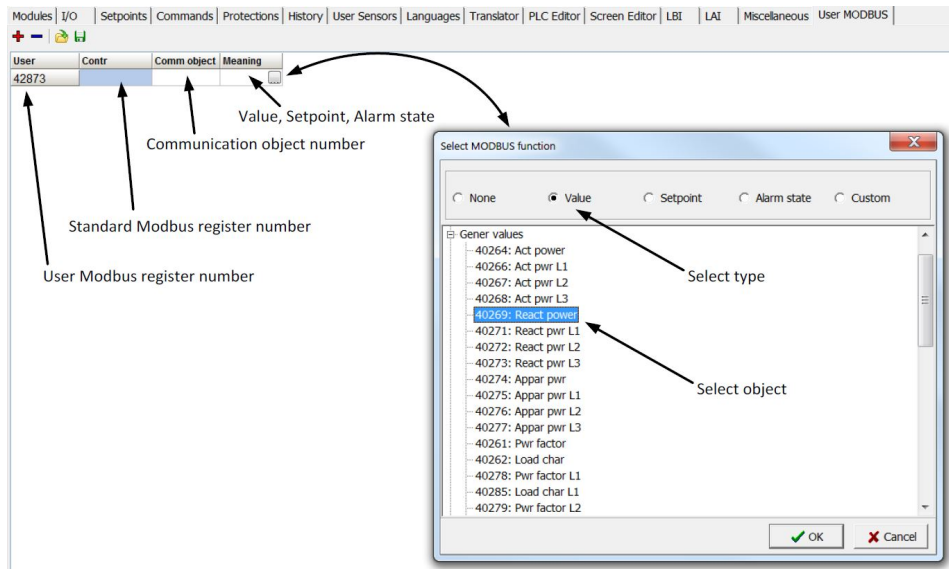 Modules I/O Setpoints Commands Protections History User Sensors Languages Translator PLC Editor Screen Editor LBI LAI Miscellaneous User MODBUS
User Contr Comm object Meaning
42873 ...
Value, Setpoint, Alarm state
Communication object number
Standard Modbus register number
User Modbus register number
Select MODBUS function
None Value Setpoint Alarm state Custom
Gener values
40264: Act power
40266: Act pwr L1
40267: Act pwr L2
40268: Act pwr L3
40269: React power
40271: React pwr L1
40272: React pwr L2
40273: React pwr L3
40274: Appar pwr
40275: Appar pwr L1
40276: Appar pwr L2
40277: Appar pwr L3
40261: Pwr factor
40262: Load char
40278: Pwr factor L1
40285: Load char L1
40279: Pwr factor L2
Select type
Select object
OK Cancel